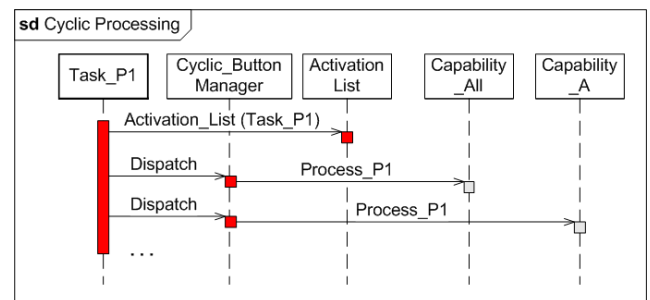 sd Cyclic Processing
Task_P1
Cyclic_Button
Manager
Activation
List
Capability
_All
Capability
_A
Activation_List (Task_P1)
Dispatch
Process_P1
Dispatch
Process_P1
...